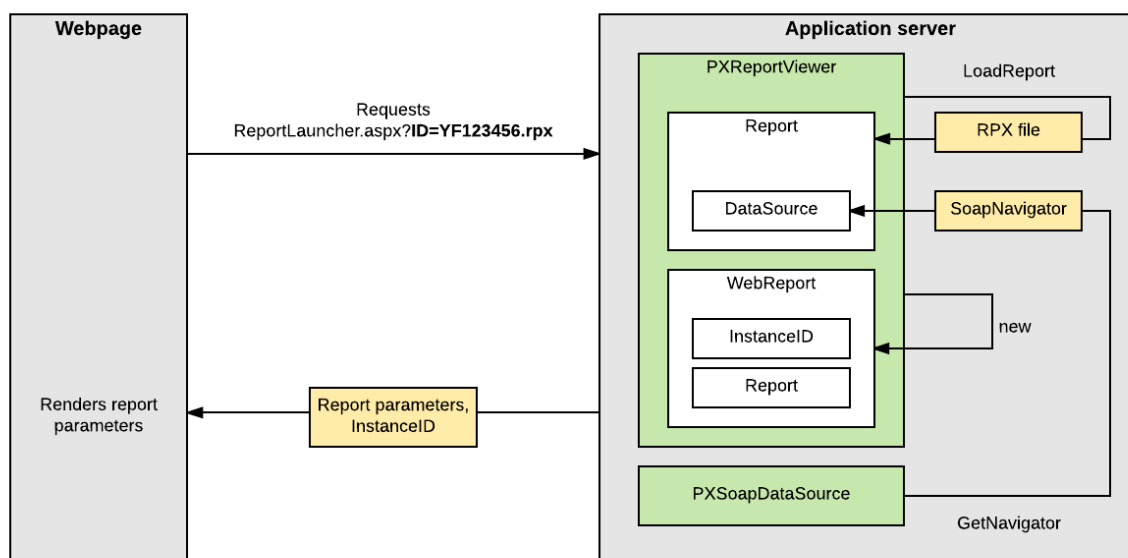 Webpage
Application server
PXReportViewer
LoadReport
Requests
ReportLauncher.aspx?ID=YF123456.rpx
Report
RPX file
DataSource
SoapNavigator
WebReport
InstanceID
new
Report
Renders report
parameters
Report parameters,
InstanceID
PXSoapDataSource
GetNavigator